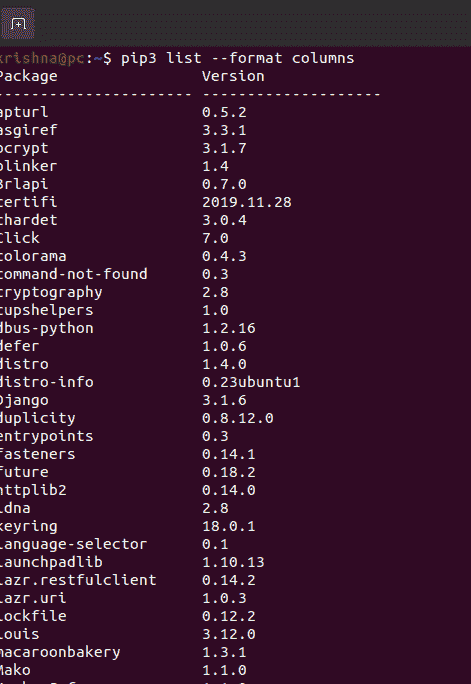 krishna@pc:~$ pip3 list --format columns
Package Version
---------------------- --------------------
apturl 0.5.2
asgiref 3.3.1
bcrypt 3.1.7
blinker 1.4
Brlapi 0.7.0
certifi 2019.11.28
chardet 3.0.4
Click 7.0
colorama 0.4.3
command-not-found 0.3
cryptography 2.8
cupshelpers 1.0
dbus-python 1.2.16
defer 1.0.6
distro 1.4.0
distro-info 0.23ubuntu1
Django 3.1.6
duplicity 0.8.12.0
entrypoints 0.3
fasteners 0.14.1
future 0.18.2
httplib2 0.14.0
idna 2.8
keyring 18.0.1
language-selector 0.1
launchpadlib 1.10.13
lazr.restfulclient 0.14.2
lazr.uri 1.0.3
lockfile 0.12.2
louis 3.12.0
macaroonbakery 1.3.1
Mako 1.1.0